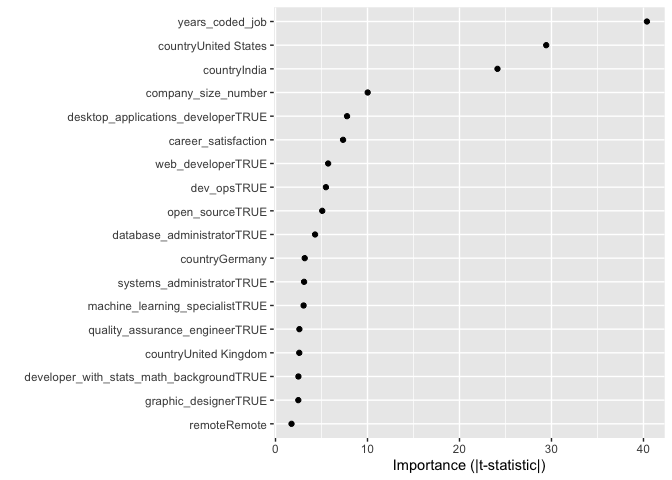 years_coded_job
countryUnited States
countryIndia
company_size_number
desktop_applications_developerTRUE
career_satisfaction
web_developerTRUE
dev_opsTRUE
open_sourceTRUE
database_administratorTRUE
countryGermany
systems_administratorTRUE
machine_learning_specialistTRUE
quality_assurance_engineerTRUE
countryUnited Kingdom
developer_with_stats_math_backgroundTRUE
graphic_designerTRUE
remoteRemote
0 10 20 30 40
Importance (|t-statistic|)